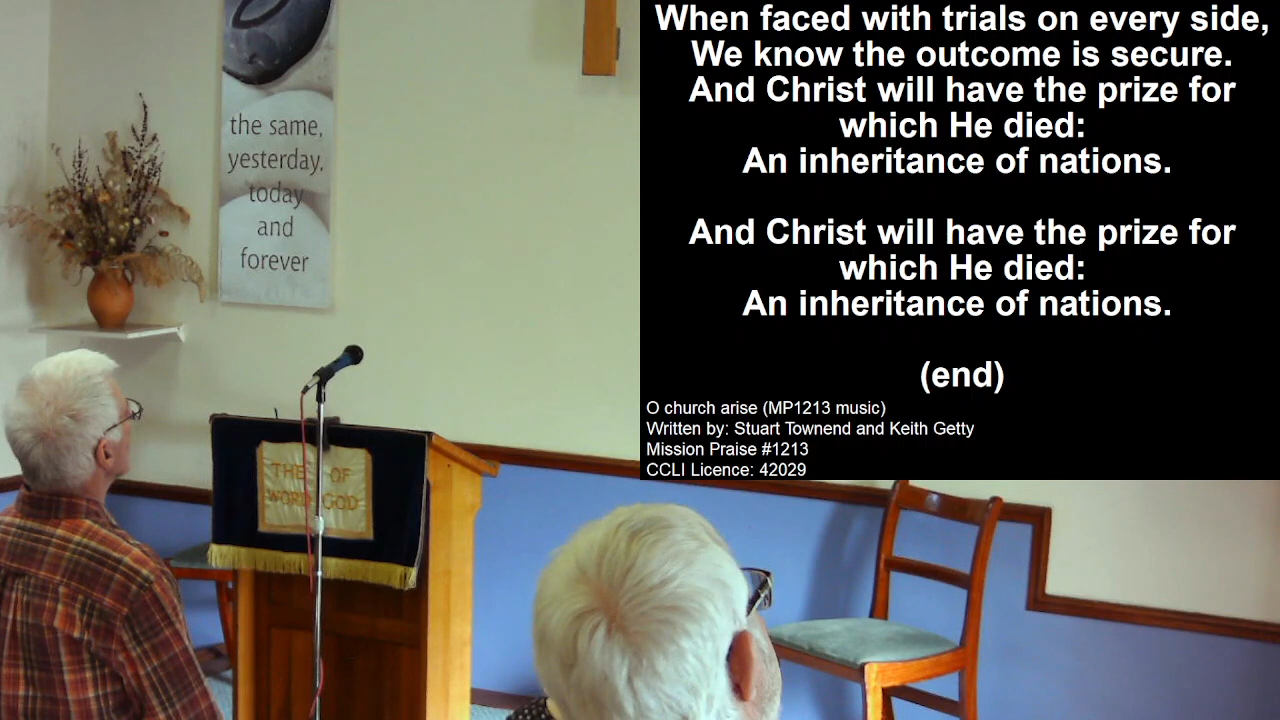 the same,
yesterday,
today
and
forever
THE OF
WORD GOD
When faced with trials on every side,
We know the outcome is secure.
And Christ will have the prize for
which He died:
An inheritance of nations.
And Christ will have the prize for
which He died:
An inheritance of nations.
(end)
O church arise (MP1213 music)
Written by: Stuart Townend and Keith Getty
Mission Praise #1213
CCLI Licence: 42029